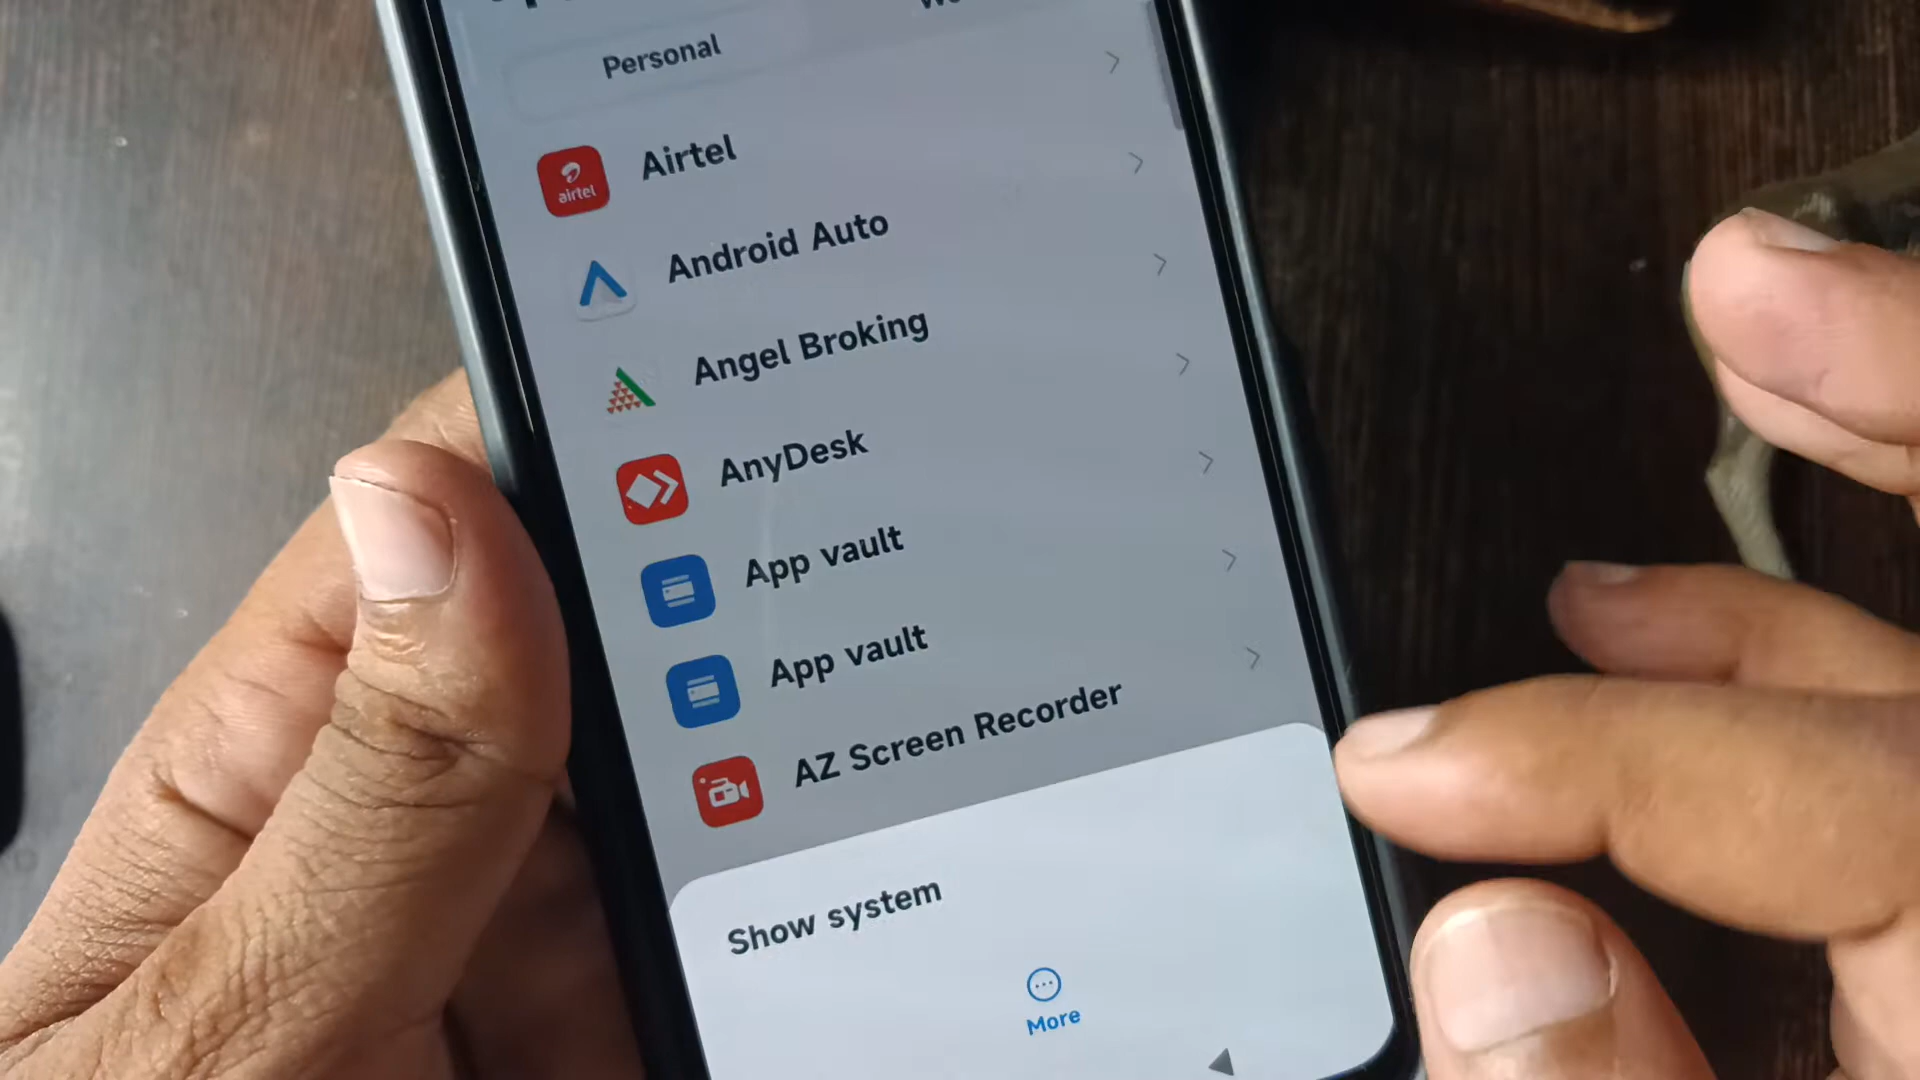 Personal
Airtel
airtel
Android Auto
Angel Broking
AnyDesk
App vault
App vault
AZ Screen Recorder
Show system
More